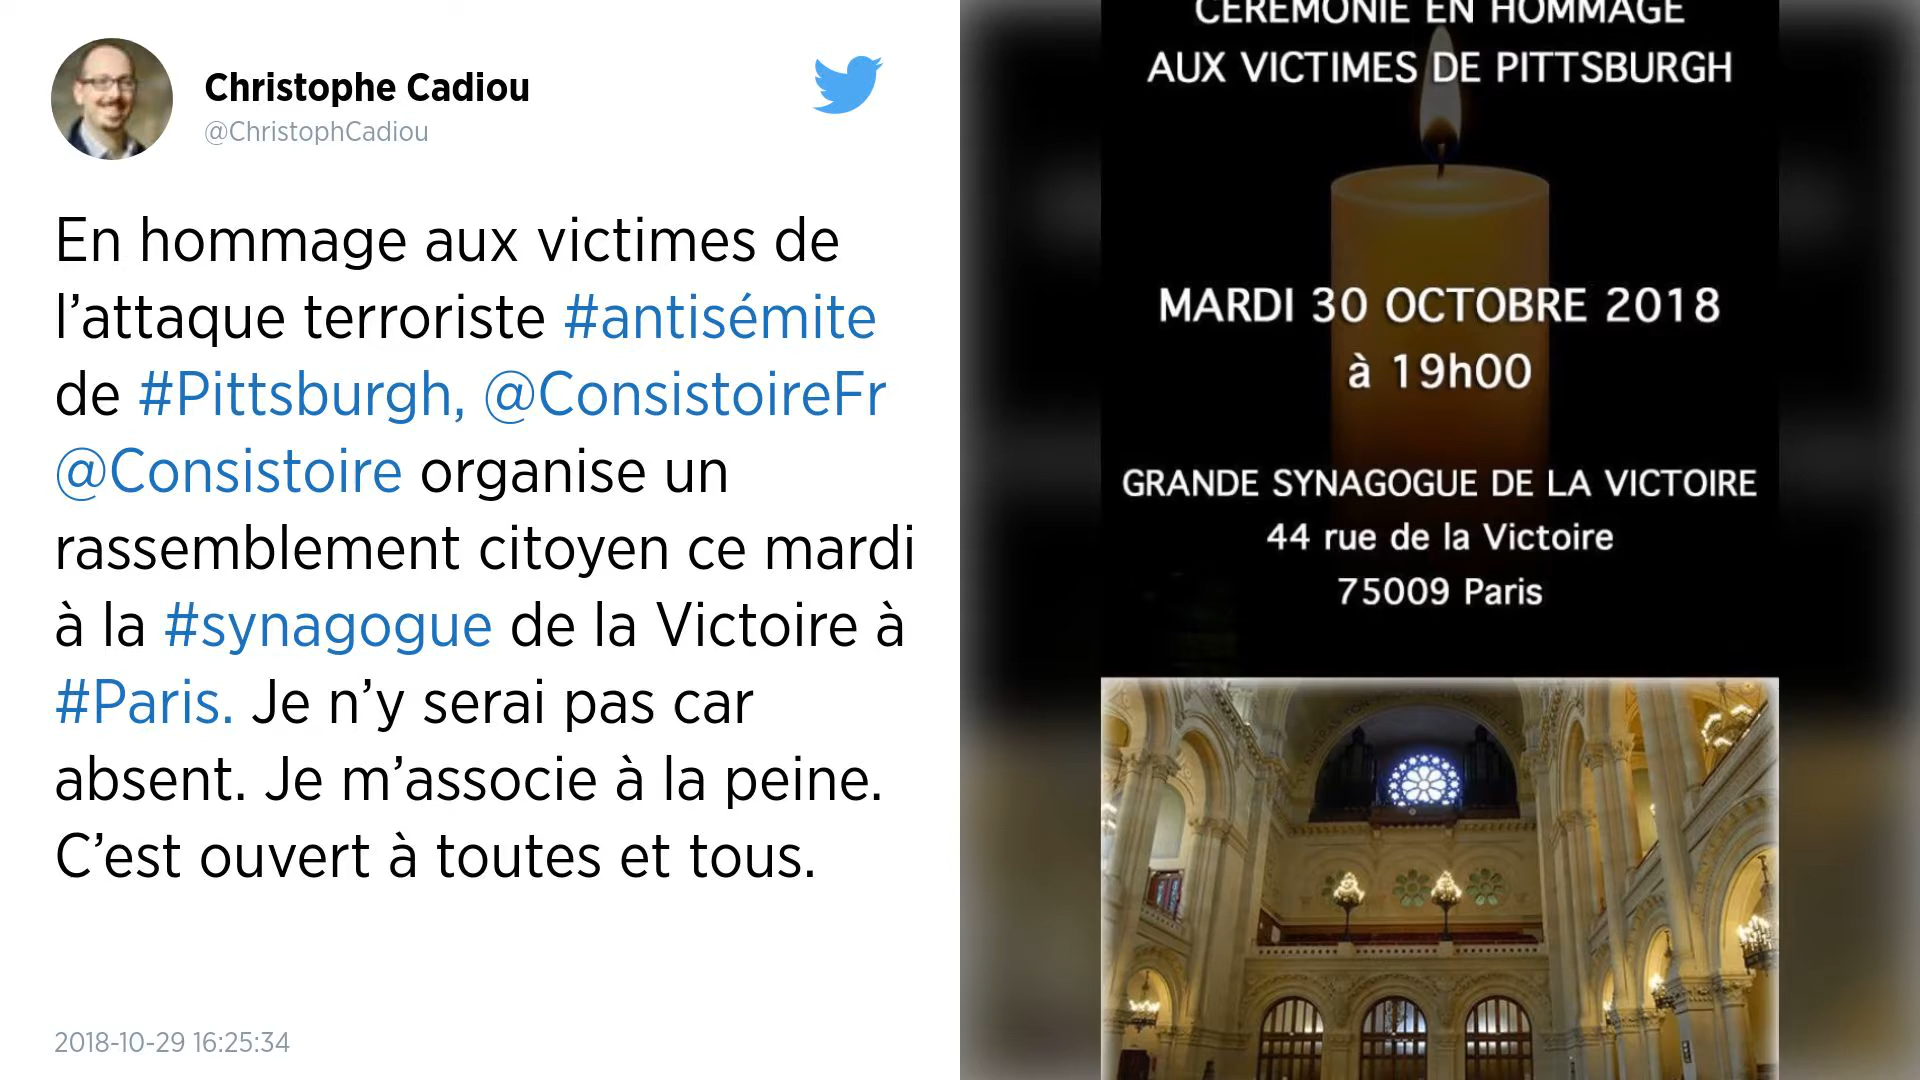 Christophe Cadiou
@ChristophCadiou
En hommage aux victimes de
l’attaque terroriste #antisémite
de #Pittsburgh, @ConsistoireFr
@Consistoire organise un
rassemblement citoyen ce mardi
à la #synagogue de la Victoire à
#Paris. Je n’y serai pas car
absent. Je m’associe à la peine.
C’est ouvert à toutes et tous.
2018-10-29 16:25:34
CÉRÉMONIE EN HOMMAGE
AUX VICTIMES DE PITTSBURGH
MARDI 30 OCTOBRE 2018
à 19h00
GRANDE SYNAGOGUE DE LA VICTOIRE
44 rue de la Victoire
75009 Paris